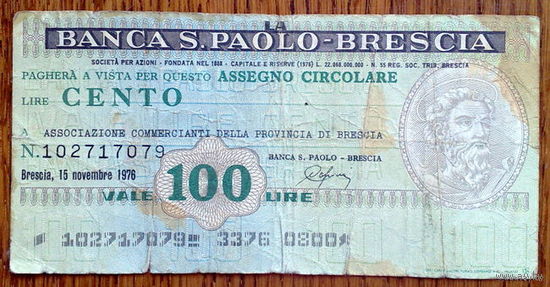 LA
BANCA S. PAOLO-BRESCIA
SOCIETÀ PER AZIONI - FONDATA NEL 1888 - CAPITALE E RISERVE (1976) L. 22.068.000.000 - N. 55 REG. SOC. TRIB. BRESCIA
PAGHERÀ A VISTA PER QUESTO ASSEGNO CIRCOLARE
LIRE CENTO
A ASSOCIAZIONE COMMERCIANTI DELLA PROVINCIA DI BRESCIA
N.102717079
BANCA S. PAOLO - BRESCIA
Brescia, 15 novembre 1976
VALE 100 LIRE
102717079 3376 0800